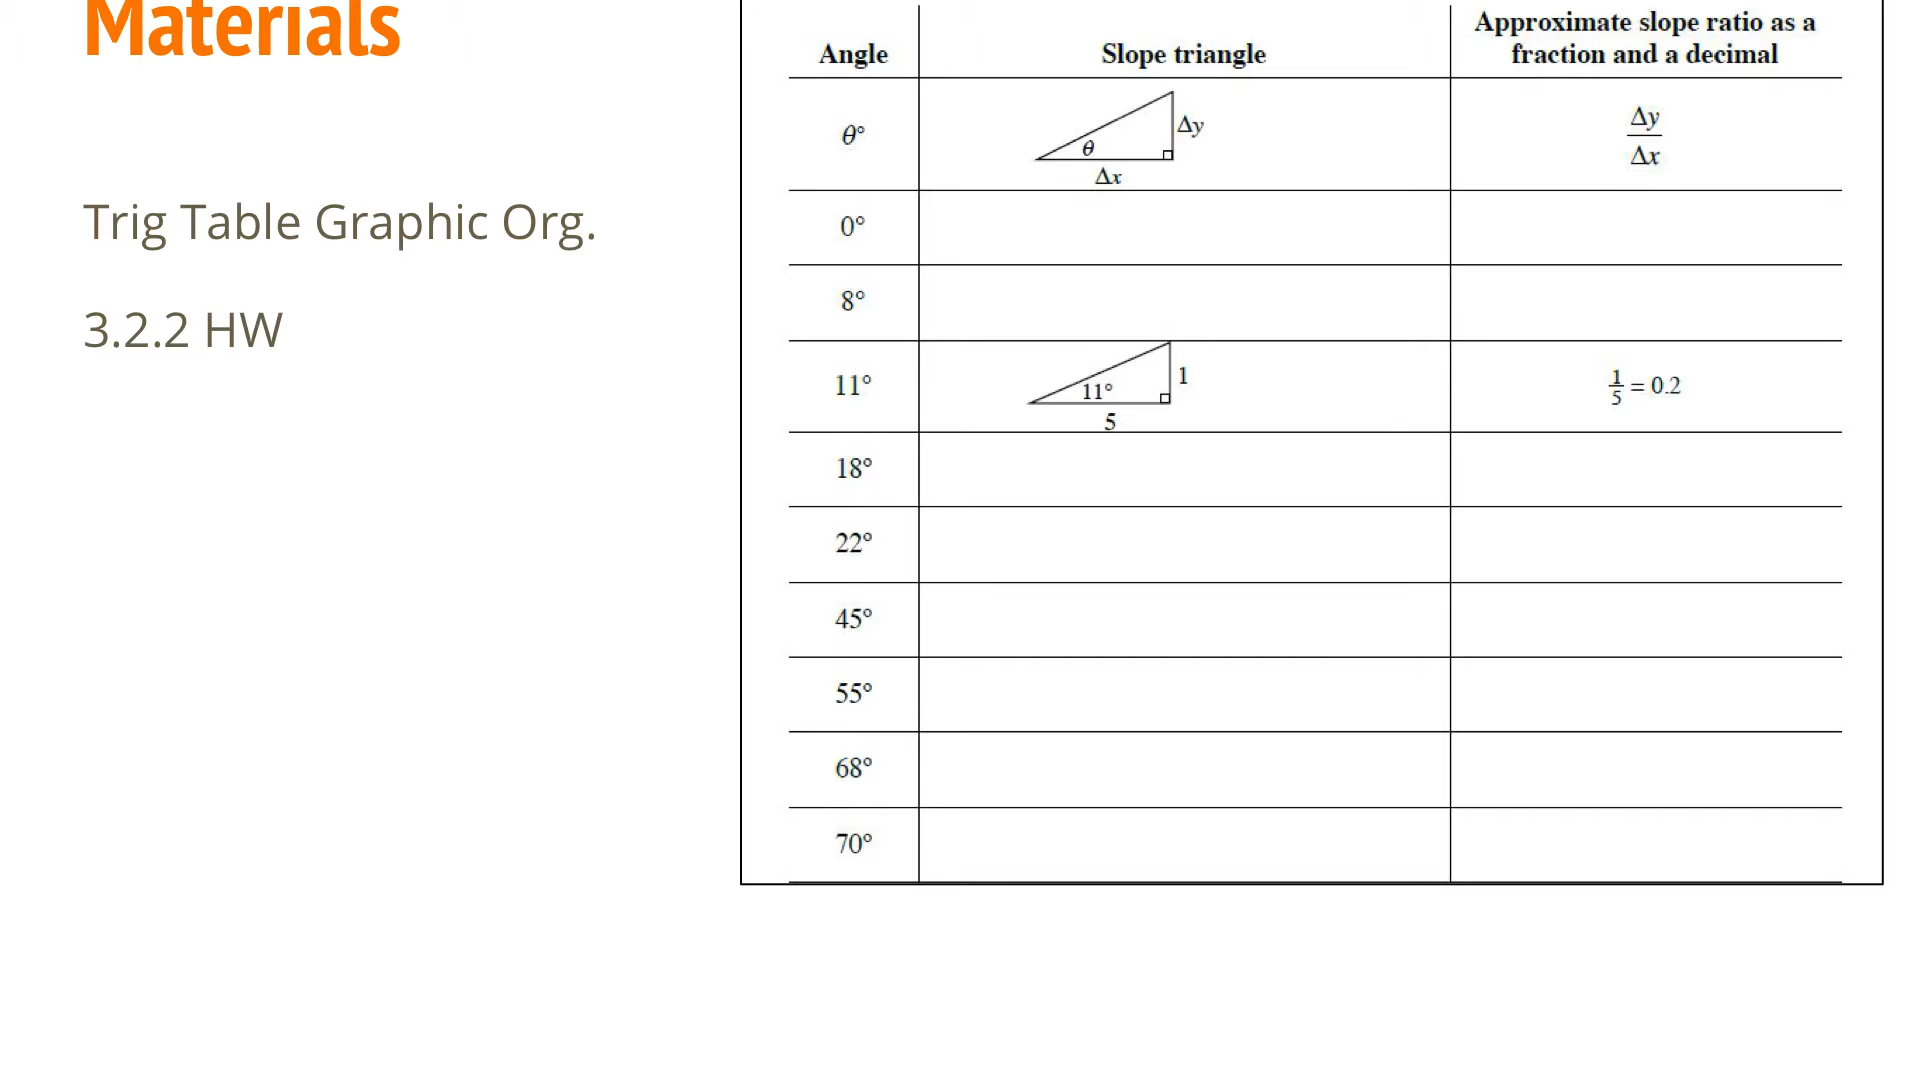 Materials
Trig Table Graphic Org.
3.2.2 HW
Angle
Slope triangle
Approximate slope ratio as a
fraction and a decimal
θ°
θ
Δy
Δx
Δy
Δx
0°
8°
11°
11°
1
5
1/5 = 0.2
18°
22°
45°
55°
68°
70°